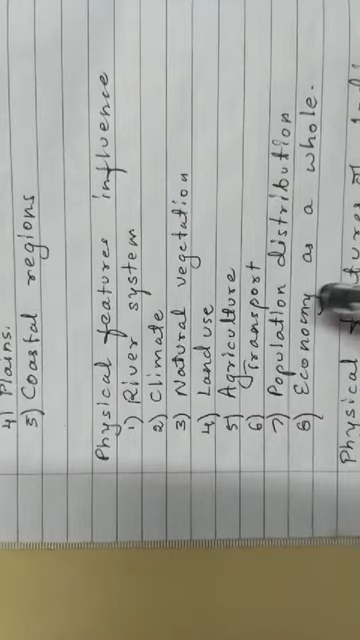 4) Plains.
5) Coastal regions
Physical features influence
1) River system
2) Climate
3) Natural vegetation
4) Land use
5) Agriculture
6) Transport
7) Population distribution
8) Economy as a whole.
Physical